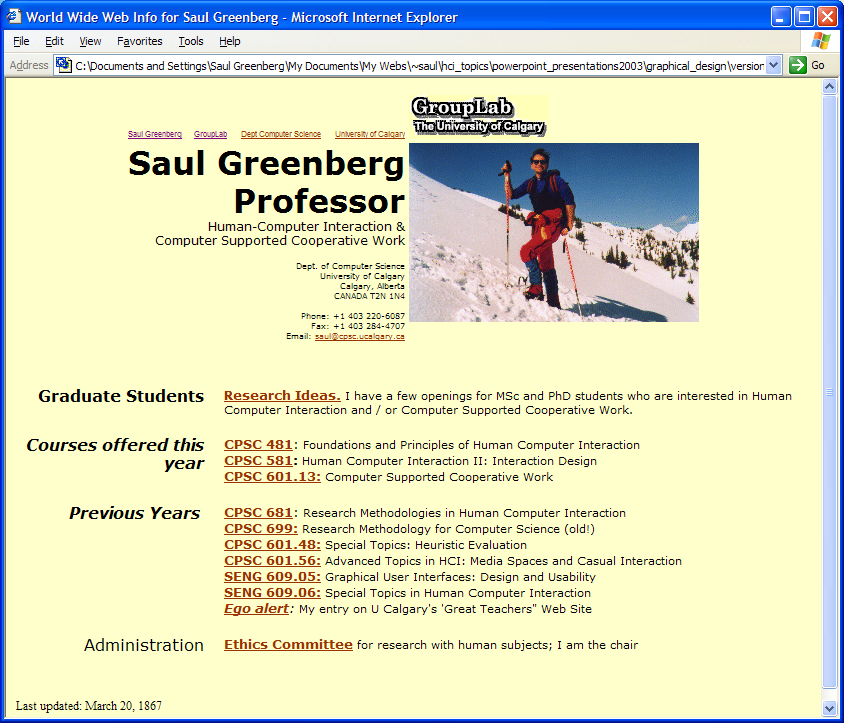 World Wide Web Info for Saul Greenberg - Microsoft Internet Explorer
File Edit View Favorites Tools Help
Address C:\Documents and Settings\Saul Greenberg\My Documents\My Webs\~saul\hci_topics\powerpoint_presentations2003\graphical_design\version Go
GroupLab
The University of Calgary
Saul Greenberg GroupLab Dept Computer Science University of Calgary
Saul Greenberg
Professor
Human-Computer Interaction &
Computer Supported Cooperative Work
Dept. of Computer Science
University of Calgary
Calgary, Alberta
CANADA T2N 1N4
Phone: +1 403 220-6087
Fax: +1 403 284-4707
Email: saul@cpsc.ucalgary.ca
Graduate Students
Research Ideas. I have a few openings for MSc and PhD students who are interested in Human
Computer Interaction and / or Computer Supported Cooperative Work.
Courses offered this
year
CPSC 481: Foundations and Principles of Human Computer Interaction
CPSC 581: Human Computer Interaction II: Interaction Design
CPSC 601.13: Computer Supported Cooperative Work
Previous Years
CPSC 681: Research Methodologies in Human Computer Interaction
CPSC 699: Research Methodology for Computer Science (old!)
CPSC 601.48: Special Topics: Heuristic Evaluation
CPSC 601.56: Advanced Topics in HCI: Media Spaces and Casual Interaction
SENG 609.05: Graphical User Interfaces: Design and Usability
SENG 609.06: Special Topics in Human Computer Interaction
Ego alert: My entry on U Calgary's 'Great Teachers" Web Site
Administration
Ethics Committee for research with human subjects; I am the chair
Last updated: March 20, 1867